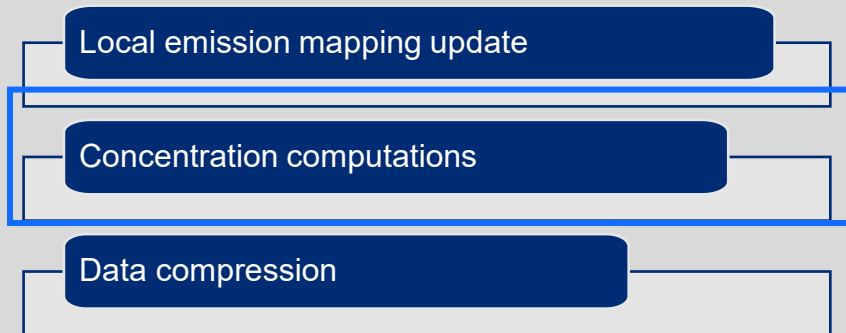 Local emission mapping update
Concentration computations
Data compression